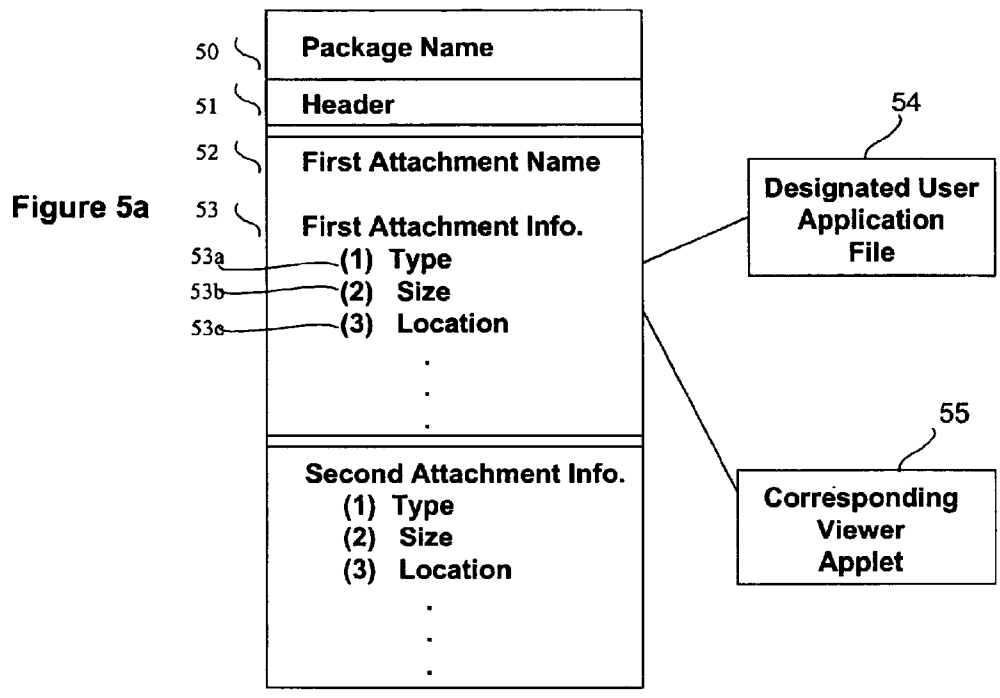 Figure 5a
50
Package Name
51
Header
52
First Attachment Name
53
First Attachment Info.
53a
(1) Type
53b
(2) Size
53c
(3) Location
.
.
.
Second Attachment Info.
(1) Type
(2) Size
(3) Location
.
.
.
54
Designated User
Application
File
55
Corresponding
Viewer
Applet